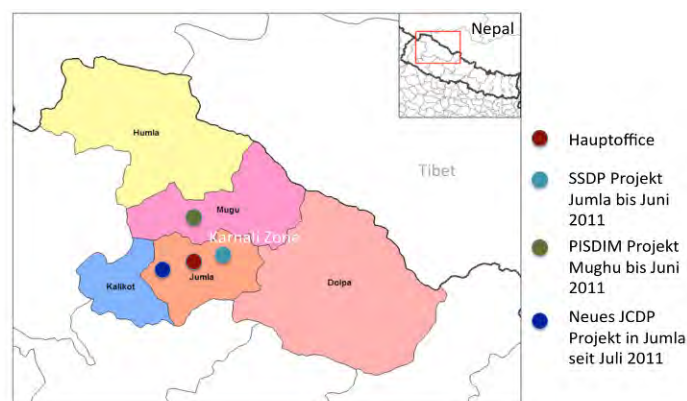 Nepal
Humla
Tibet
Mugu
Karnali Zone
Kalikot
Jumla
Dolpa
Hauptoffice
SSDP Projekt
Jumla bis Juni
2011
PISDIM Projekt
Mughu bis Juni
2011
Neues JCDP
Projekt in Jumla
seit Juli 2011